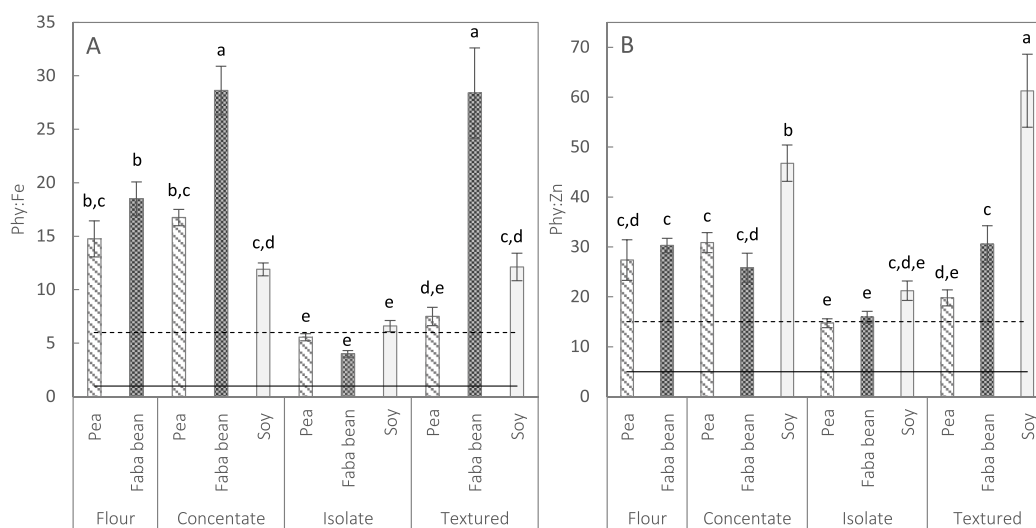 A
35
30
25
20
15
10
5
0
Phy:Fe
b,c
b
b,c
a
c,d
e
e
e
d,e
a
c,d
Pea
Faba bean
Pea
Faba bean
Soy
Pea
Faba bean
Soy
Pea
Faba bean
Soy
Flour
Concentate
Isolate
Textured
B
70
60
50
40
30
20
10
0
Phy:Zn
c,d
c
c
c,d
b
e
e
c,d,e
d,e
c
a
Pea
Faba bean
Pea
Faba bean
Soy
Pea
Faba bean
Soy
Pea
Faba bean
Soy
Flour
Concentate
Isolate
Textured